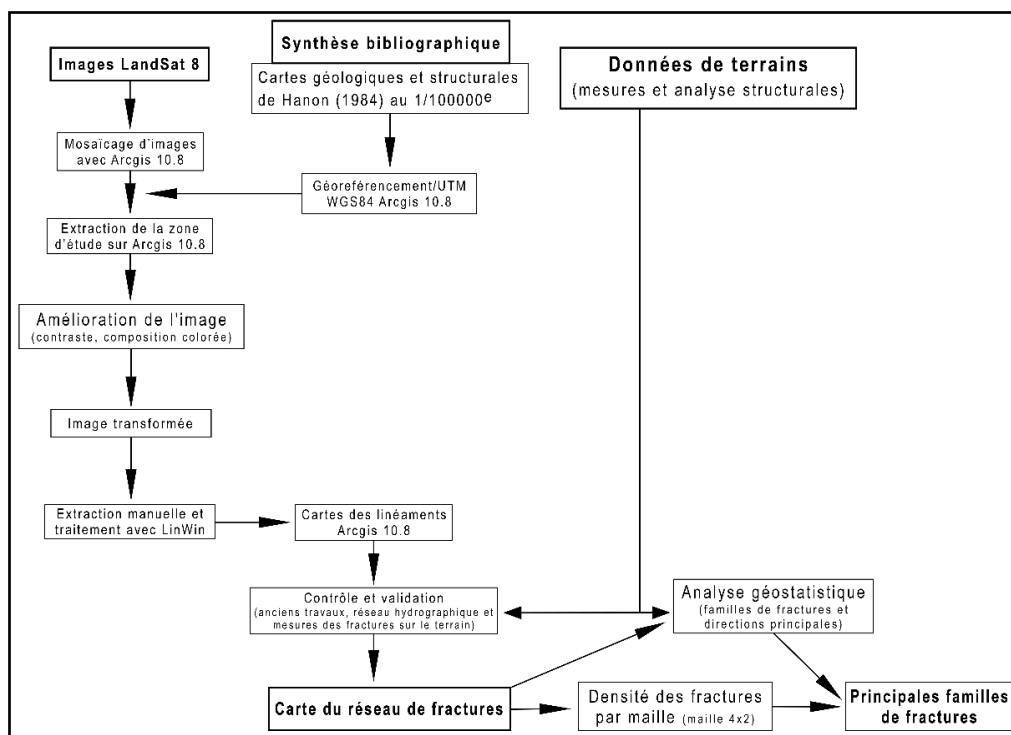 Images LandSat 8
Synthèse bibliographique
Cartes géologiques et structurales
de Hanon (1984) au 1/100000e
Données de terrains
(mesures et analyse structurales)
Mosaïcage d'images
avec Arcgis 10.8
Géoreférencement/UTM
WGS84 Arcgis 10.8
Extraction de la zone
d'étude sur Arcgis 10.8
Amélioration de l'image
(contraste, composition colorée)
Image transformée
Extraction manuelle et
traitement avec LinWin
Cartes des linéaments
Arcgis 10.8
Contrôle et validation
(anciens travaux, réseau hydrographique et
mesures des fractures sur le terrain)
Analyse géostatistique
(familles de fractures et
directions principales)
Carte du réseau de fractures
Densité des fractures
par maille (maille 4x2)
Principales familles
de fractures